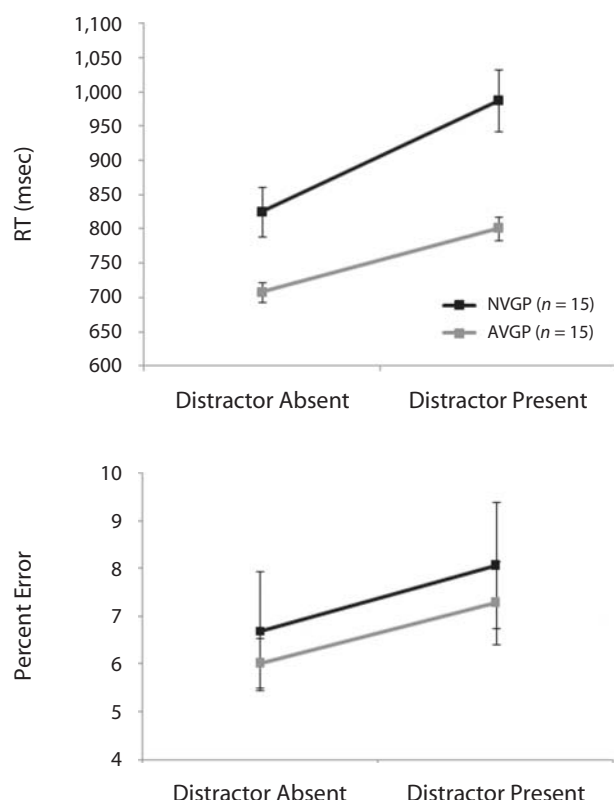 1,100
1,050
1,000
950
900
850
800
750
700
650
600
RT (msec)
NVGP (n = 15)
AVGP (n = 15)
Distractor Absent
Distractor Present
10
9
8
7
6
5
4
Percent Error
Distractor Absent
Distractor Present